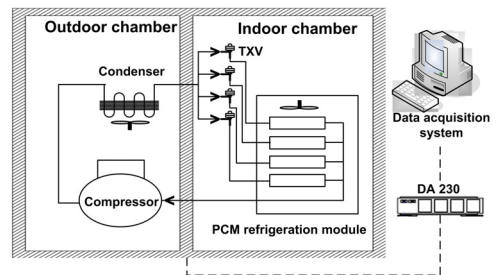 Outdoor chamber
Indoor chamber
TXV
Condenser
Compressor
PCM refrigeration module
Data acquisition
system
DA 230